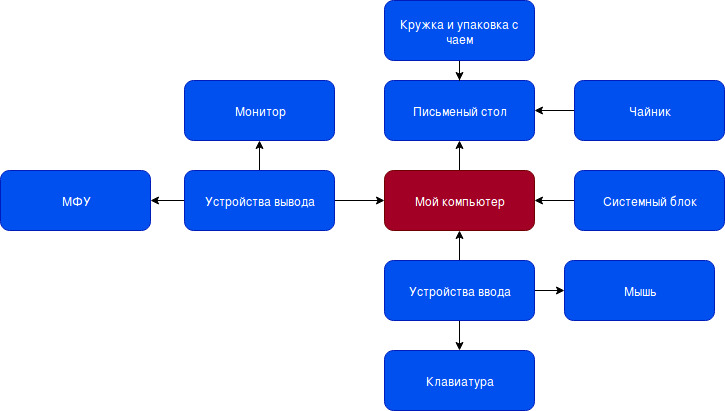 Кружка и упаковка с
чаем
Монитор
Письменый стол
Чайник
МФУ
Устройства вывода
Мой компьютер
Системный блок
Устройства ввода
Мышь
Клавиатура